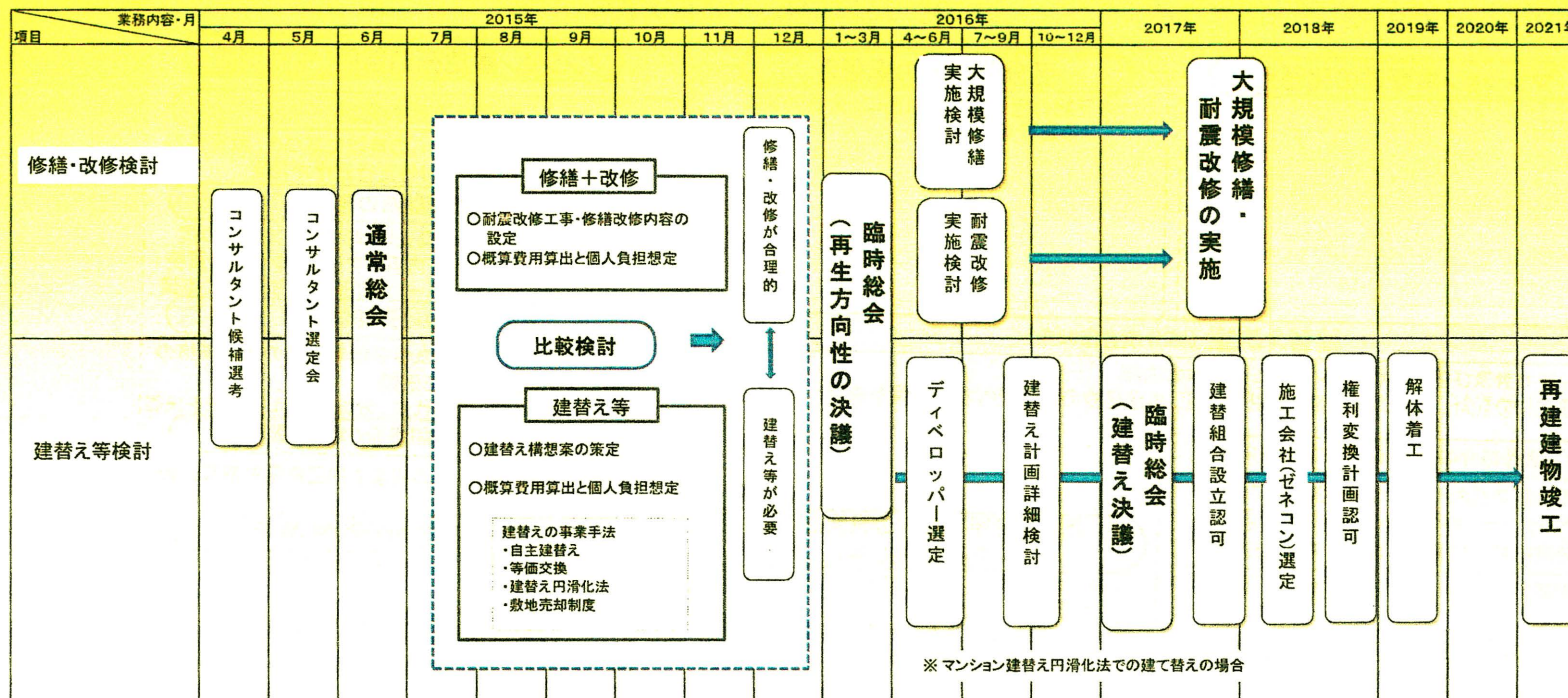 業務内容・月
項目
2015年
2016年
2017年
2018年
2019年
2020年
2021年
4月
5月
6月
7月
8月
9月
10月
11月
12月
1～3月
4～6月
7～9月
10～12月
修繕・改修検討
コンサルタント候補選考
コンサルタント選定会
通常総会
修繕＋改修
○耐震改修工事・修繕改修内容の
設定
○概算費用算出と個人負担想定
比較検討
修繕・改修が合理的
臨時総会
（再生方向性の決議）
大規模修繕
実施検討
耐震改修
実施検討
大規模修繕・
耐震改修の実施
建替え等検討
建替え等
○建替え構想案の策定
○概算費用算出と個人負担想定
建替えの事業手法
・自主建替え
・等価交換
・建替え円滑化法
・敷地売却制度
建替え等が必要
ディベロッパー選定
建替え計画詳細検討
臨時総会
（建替え決議）
建替組合設立認可
施工会社（ゼネコン）選定
権利変換計画認可
解体着工
再建建物竣工
※ マンション建替え円滑化法での建て替えの場合